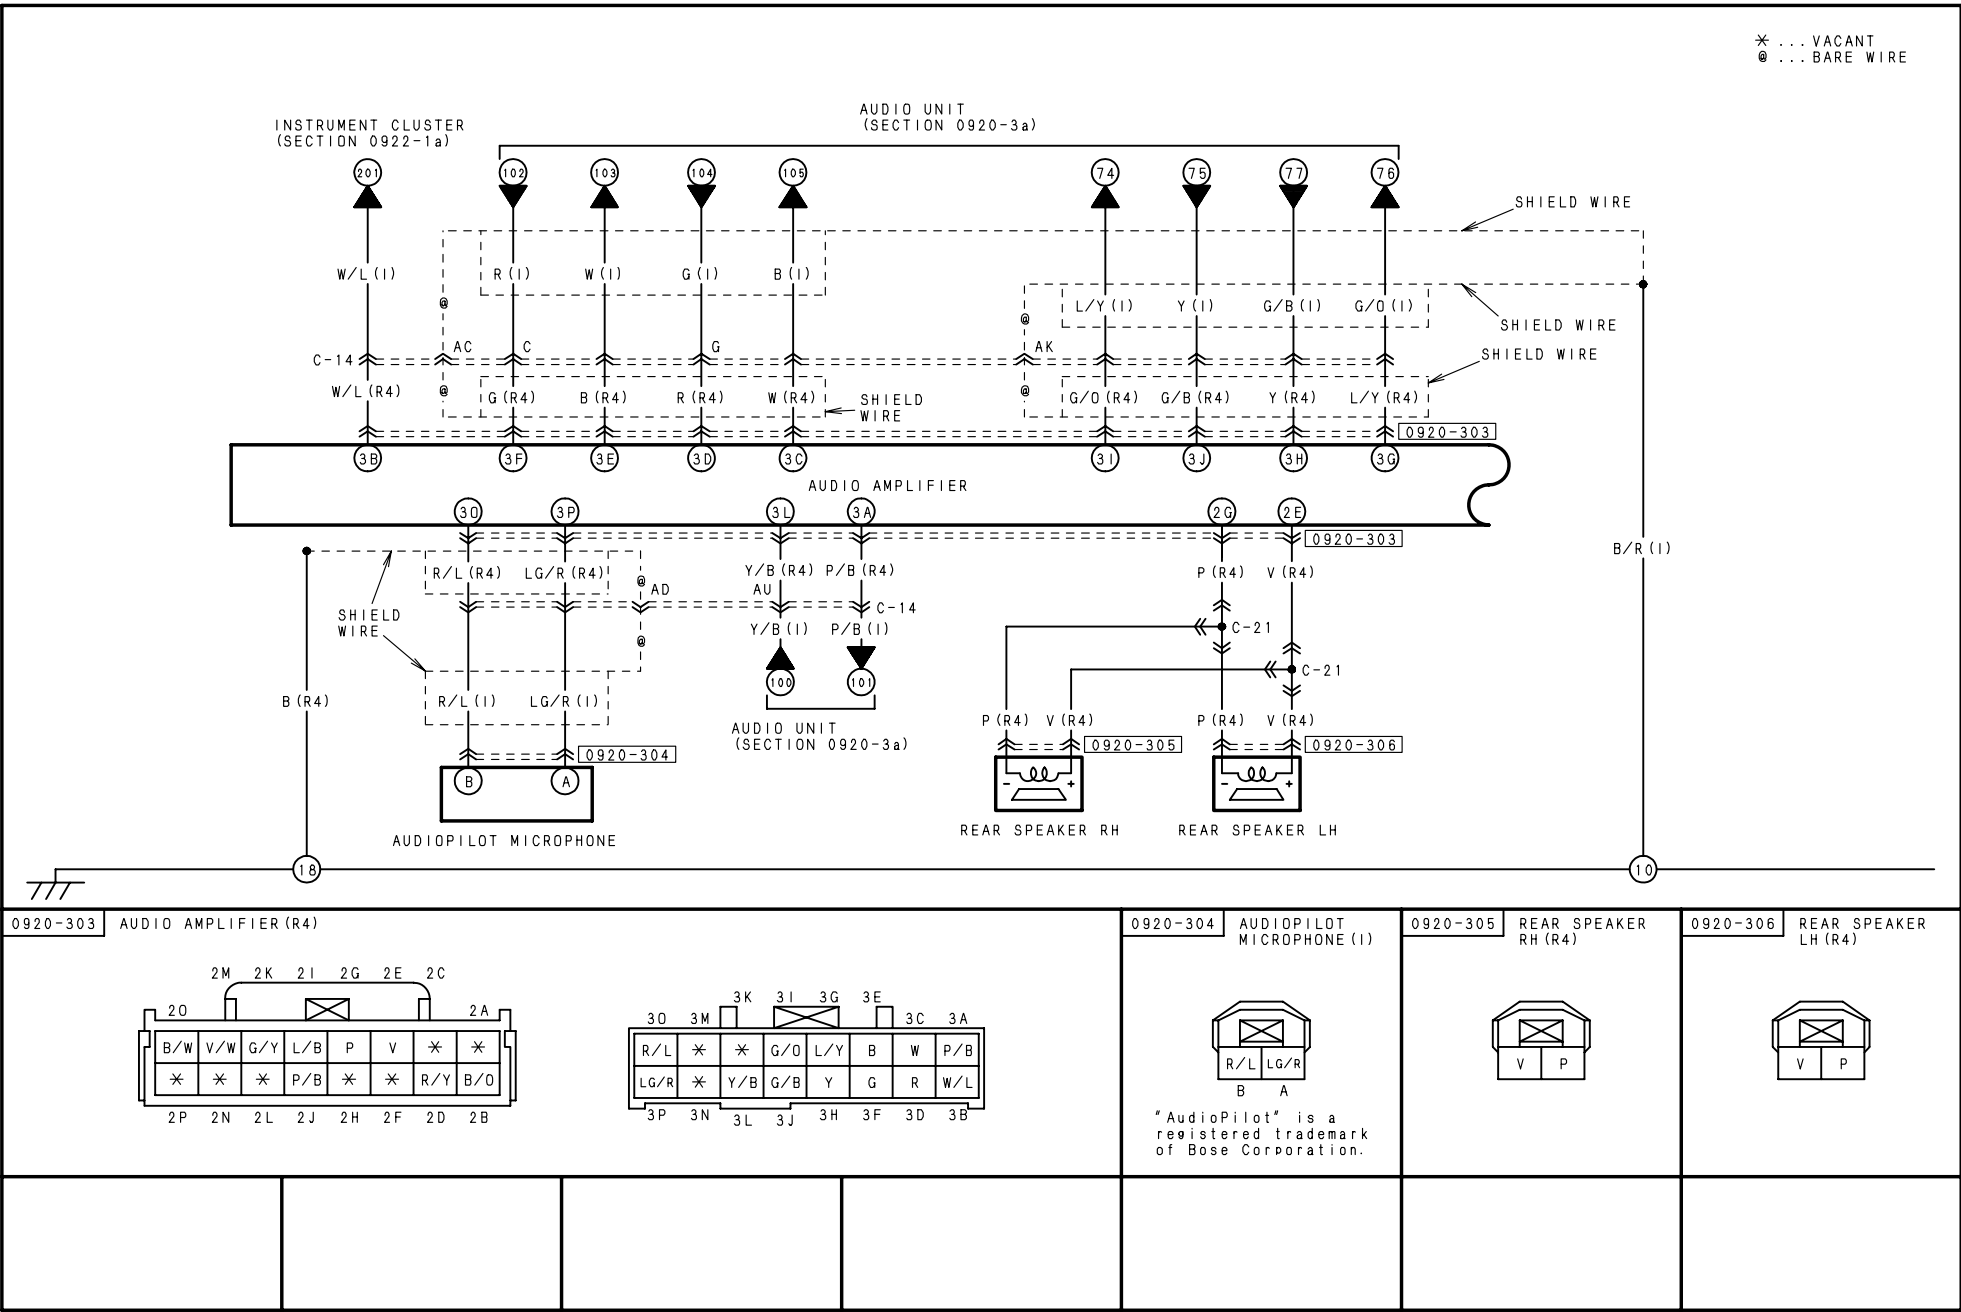 * ... VACANT
@ ... BARE WIRE
AUDIO UNIT
(SECTION 0920-3a)
INSTRUMENT CLUSTER
(SECTION 0922-1a)
201 102 103 104 105 74 75 77 76
SHIELD WIRE
W/L(I) R(I) W(I) G(I) B(I)
@
L/Y(I) Y(I) G/B(I) G/O(I)
@
SHIELD WIRE
C-14 AC C G AK
SHIELD WIRE
W/L(R4) @ G(R4) B(R4) R(R4) W(R4) @ G/O(R4) G/B(R4) Y(R4) L/Y(R4)
SHIELD
WIRE
0920-303
3B 3F 3E 3D 3C 3I 3J 3H 3G
AUDIO AMPLIFIER
3O 3P 3L 3A 2G 2E
0920-303
B/R(I)
R/L(R4) LG/R(R4) @ Y/B(R4) P/B(R4) P(R4) V(R4)
AD AU C-14
SHIELD
WIRE
@ Y/B(I) P/B(I) C-21
C-21
100 101
B(R4) R/L(I) LG/R(I)
P(R4) V(R4) P(R4) V(R4)
AUDIO UNIT
(SECTION 0920-3a)
0920-304 0920-305 0920-306
B A
- + - +
REAR SPEAKER RH REAR SPEAKER LH
AUDIOPILOT MICROPHONE
18 10
0920-303 AUDIO AMPLIFIER(R4)
2M 2K 2I 2G 2E 2C
2O 2A
B/W V/W G/Y L/B P V * *
* * * P/B * * R/Y B/O
2P 2N 2L 2J 2H 2F 2D 2B
3K 3I 3G 3E
3O 3M 3C 3A
R/L * * G/O L/Y B W P/B
LG/R * Y/B G/B Y G R W/L
3P 3N 3L 3J 3H 3F 3D 3B
0920-304 AUDIOPILOT
MICROPHONE(I)
R/L LG/R
B A
"AudioPilot" is a
registered trademark
of Bose Corporation.
0920-305 REAR SPEAKER
RH(R4)
V P
0920-306 REAR SPEAKER
LH(R4)
V P